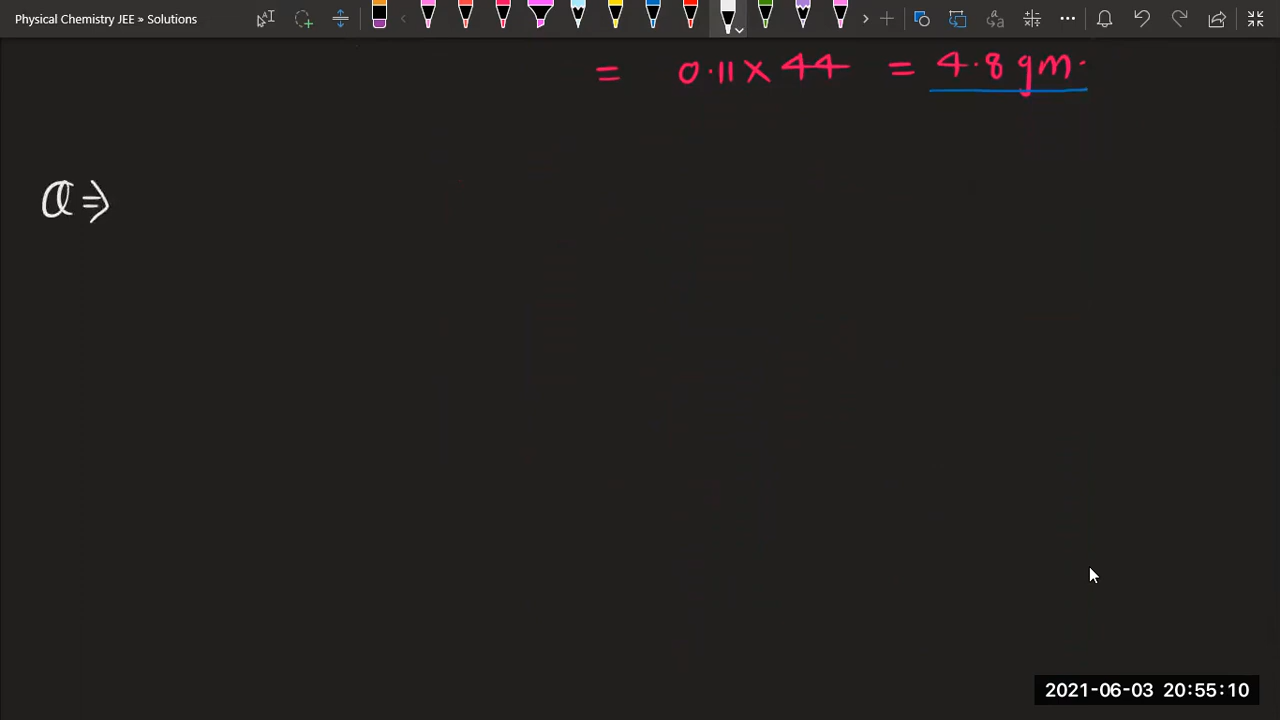 Physical Chemistry JEE » Solutions
= 0.11 × 44 = 4.8 gm.
Q ⇒
2021-06-03 20:55:10